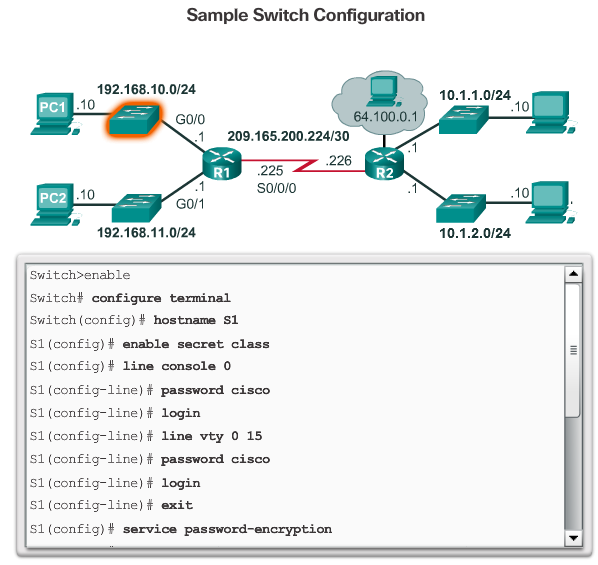 Sample Switch Configuration
192.168.10.0/24
PC1
.10
G0/0
.1
209.165.200.224/30
64.100.0.1
10.1.1.0/24
.10
.1
R1
.225
.226
S0/0/0
R2
PC2
.10
.1
G0/1
192.168.11.0/24
.1
.10
10.1.2.0/24
Switch>enable
Switch# configure terminal
Switch(config)# hostname S1
S1(config)# enable secret class
S1(config)# line console 0
S1(config-line)# password cisco
S1(config-line)# login
S1(config-line)# line vty 0 15
S1(config-line)# password cisco
S1(config-line)# login
S1(config-line)# exit
S1(config)# service password-encryption